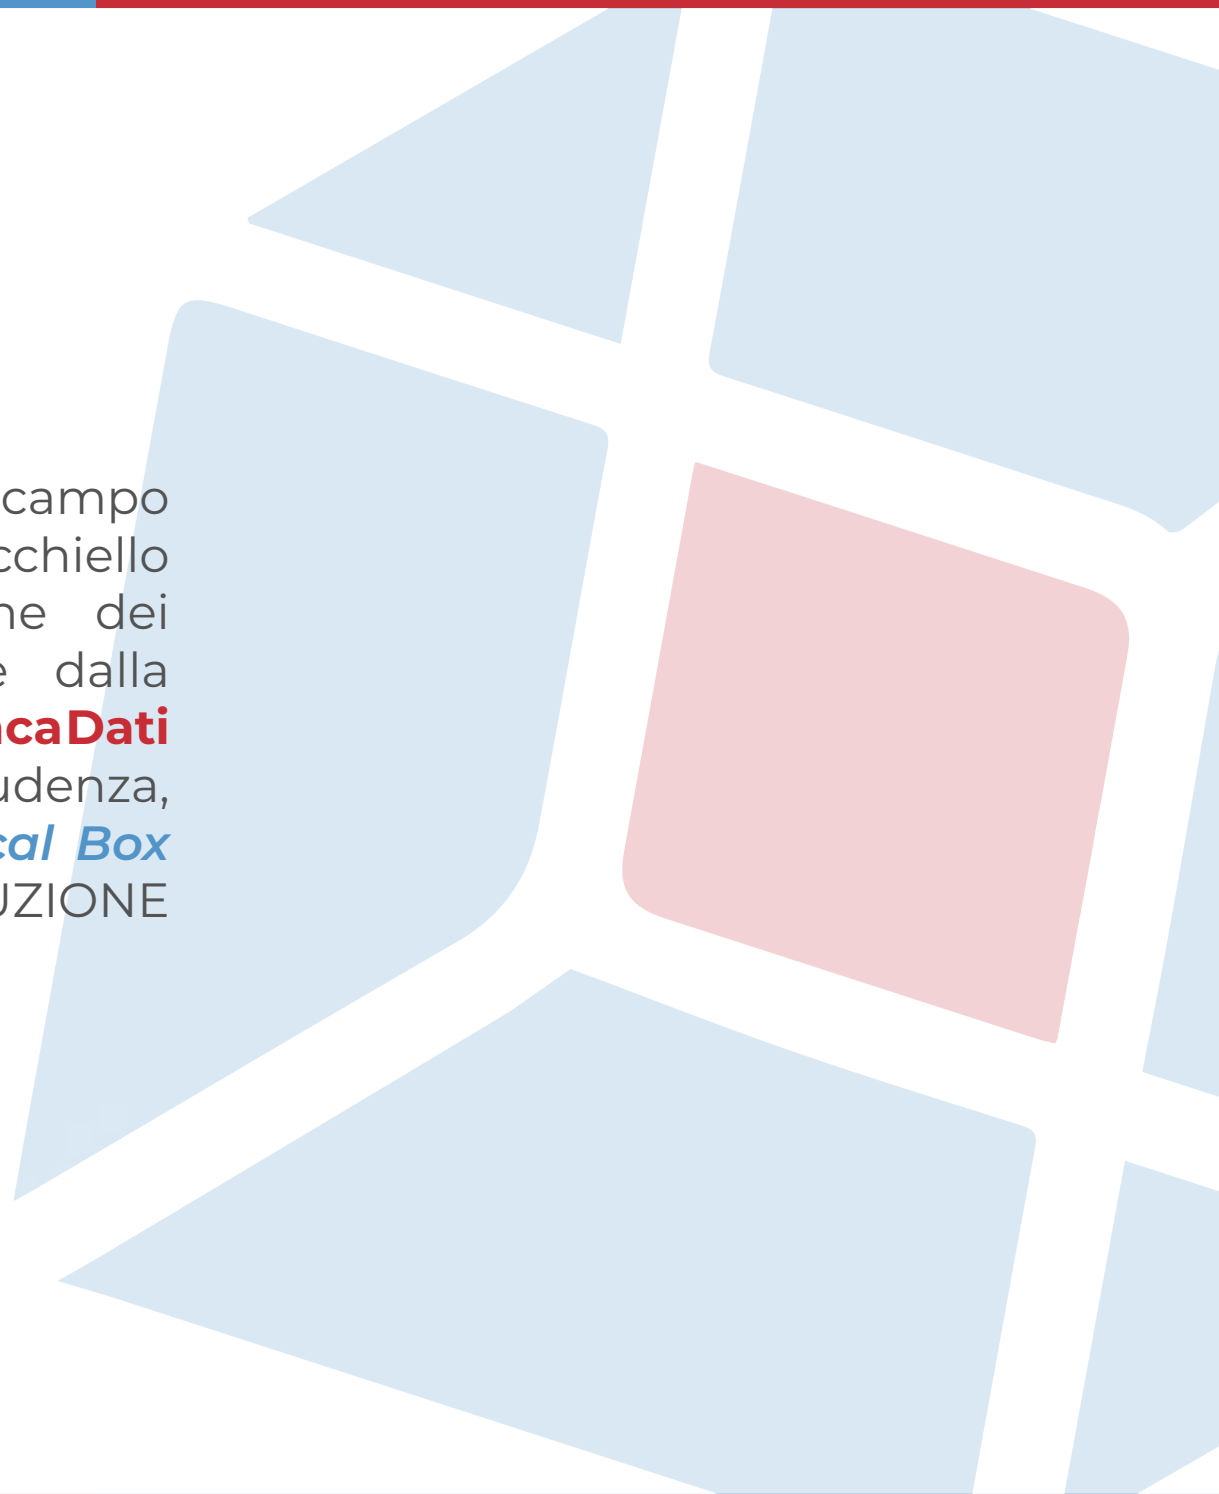 campo
cchiello
ne dei
e dalla
ncaDati
udenza,
cal Box
UZIONE